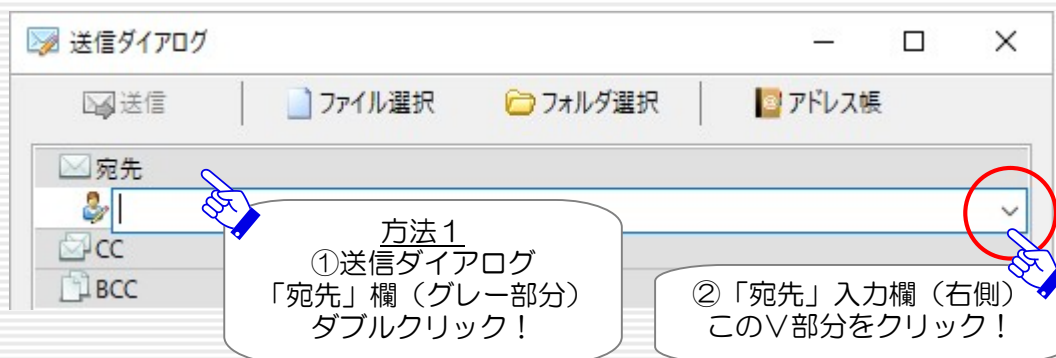 送信ダイアログ
送信 ファイル選択 フォルダ選択 アドレス帳
宛先
CC
BCC
方法１
①送信ダイアログ
「宛先」欄（グレー部分）
ダブルクリック！
②「宛先」入力欄（右側）
この∨部分をクリック！